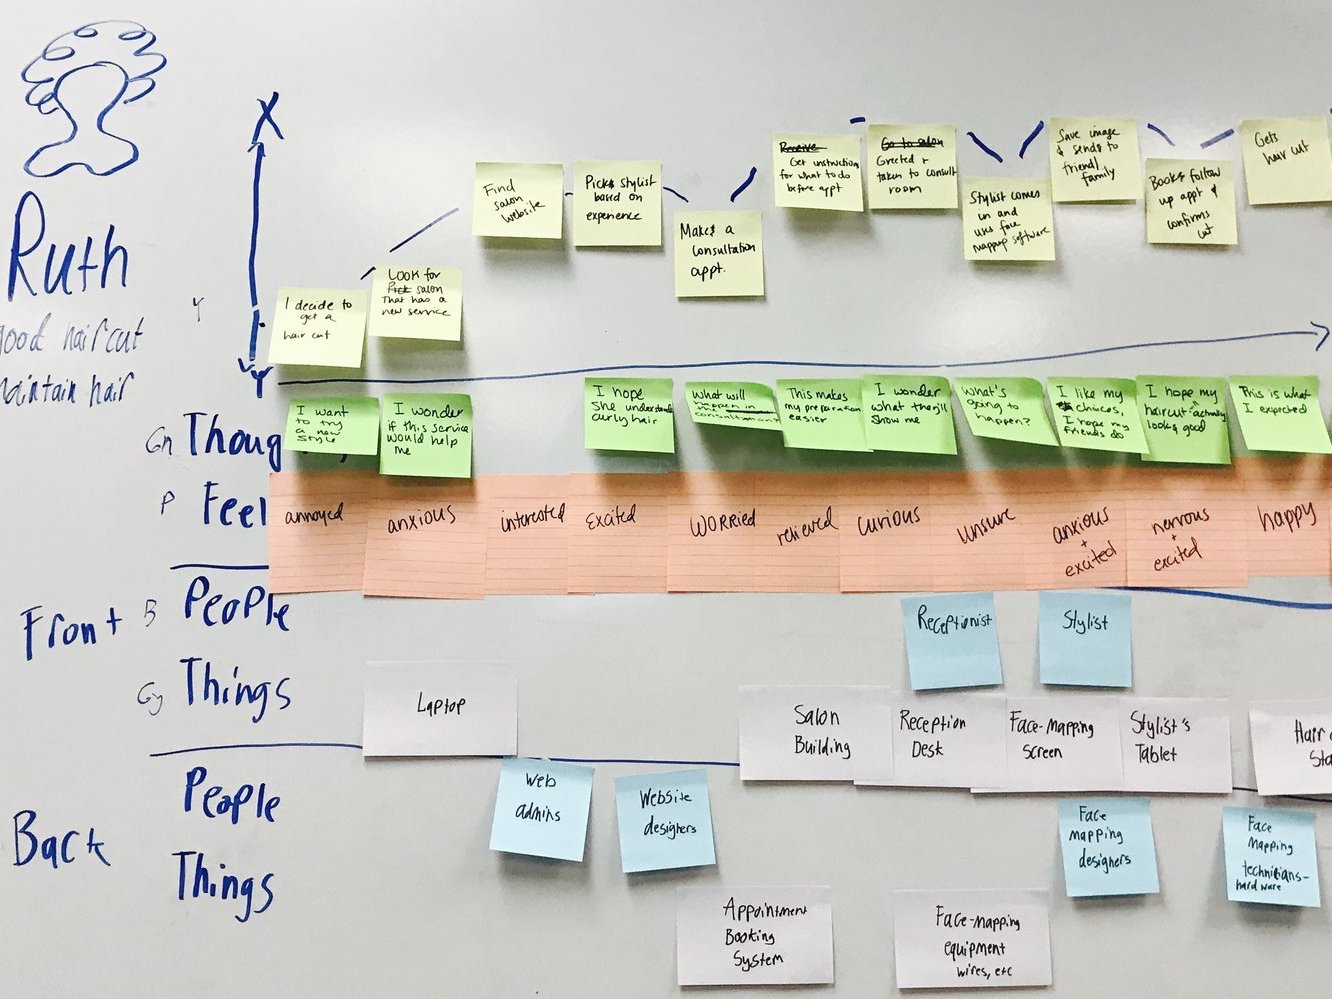 Ruth
good haircut
maintain hair
X
Y
Y
I decide to
get a
hair cut
Look for
salon
That has a
new service
Find
salon
website
Picks stylist
based on
experience
Makes a
consultation
appt.
Receive
Get instruction
for what to do
before appt
Go to salon
Greeted +
taken to consult
room
Stylist comes
in and
uses face
mapping software
Save image
& sends to
friend/
family
Books follow
up appt &
confirms
cut
Gets
hair cut
Gn Thoug
I want
to try
a new
style
I wonder
if this service
would help
me
I hope
She understands
curly hair
What will
happen in
consultation?
This makes
my preparation
easier
I wonder
what they'll
show me
What's
going to
happen?
I like my
choices,
I hope my
friends do
I hope my
haircut actually
looks good
This is what
I expected
P Feel
annoyed
anxious
interested
Excited
WORRIED
relieved
curious
unsure
anxious
+
excited
nervous
+
excited
happy
Front
B People
Receptionist
Stylist
Gy Things
Laptop
Salon
Building
Reception
Desk
Face-mapping
screen
Stylist's
Tablet
Hair
Sta
Back
People
Web
admins
Website
designers
Face
mapping
designers
Face
Mapping
technicians-
hardware
Things
Appointment
Booking
System
Face-mapping
equipment
wires, etc